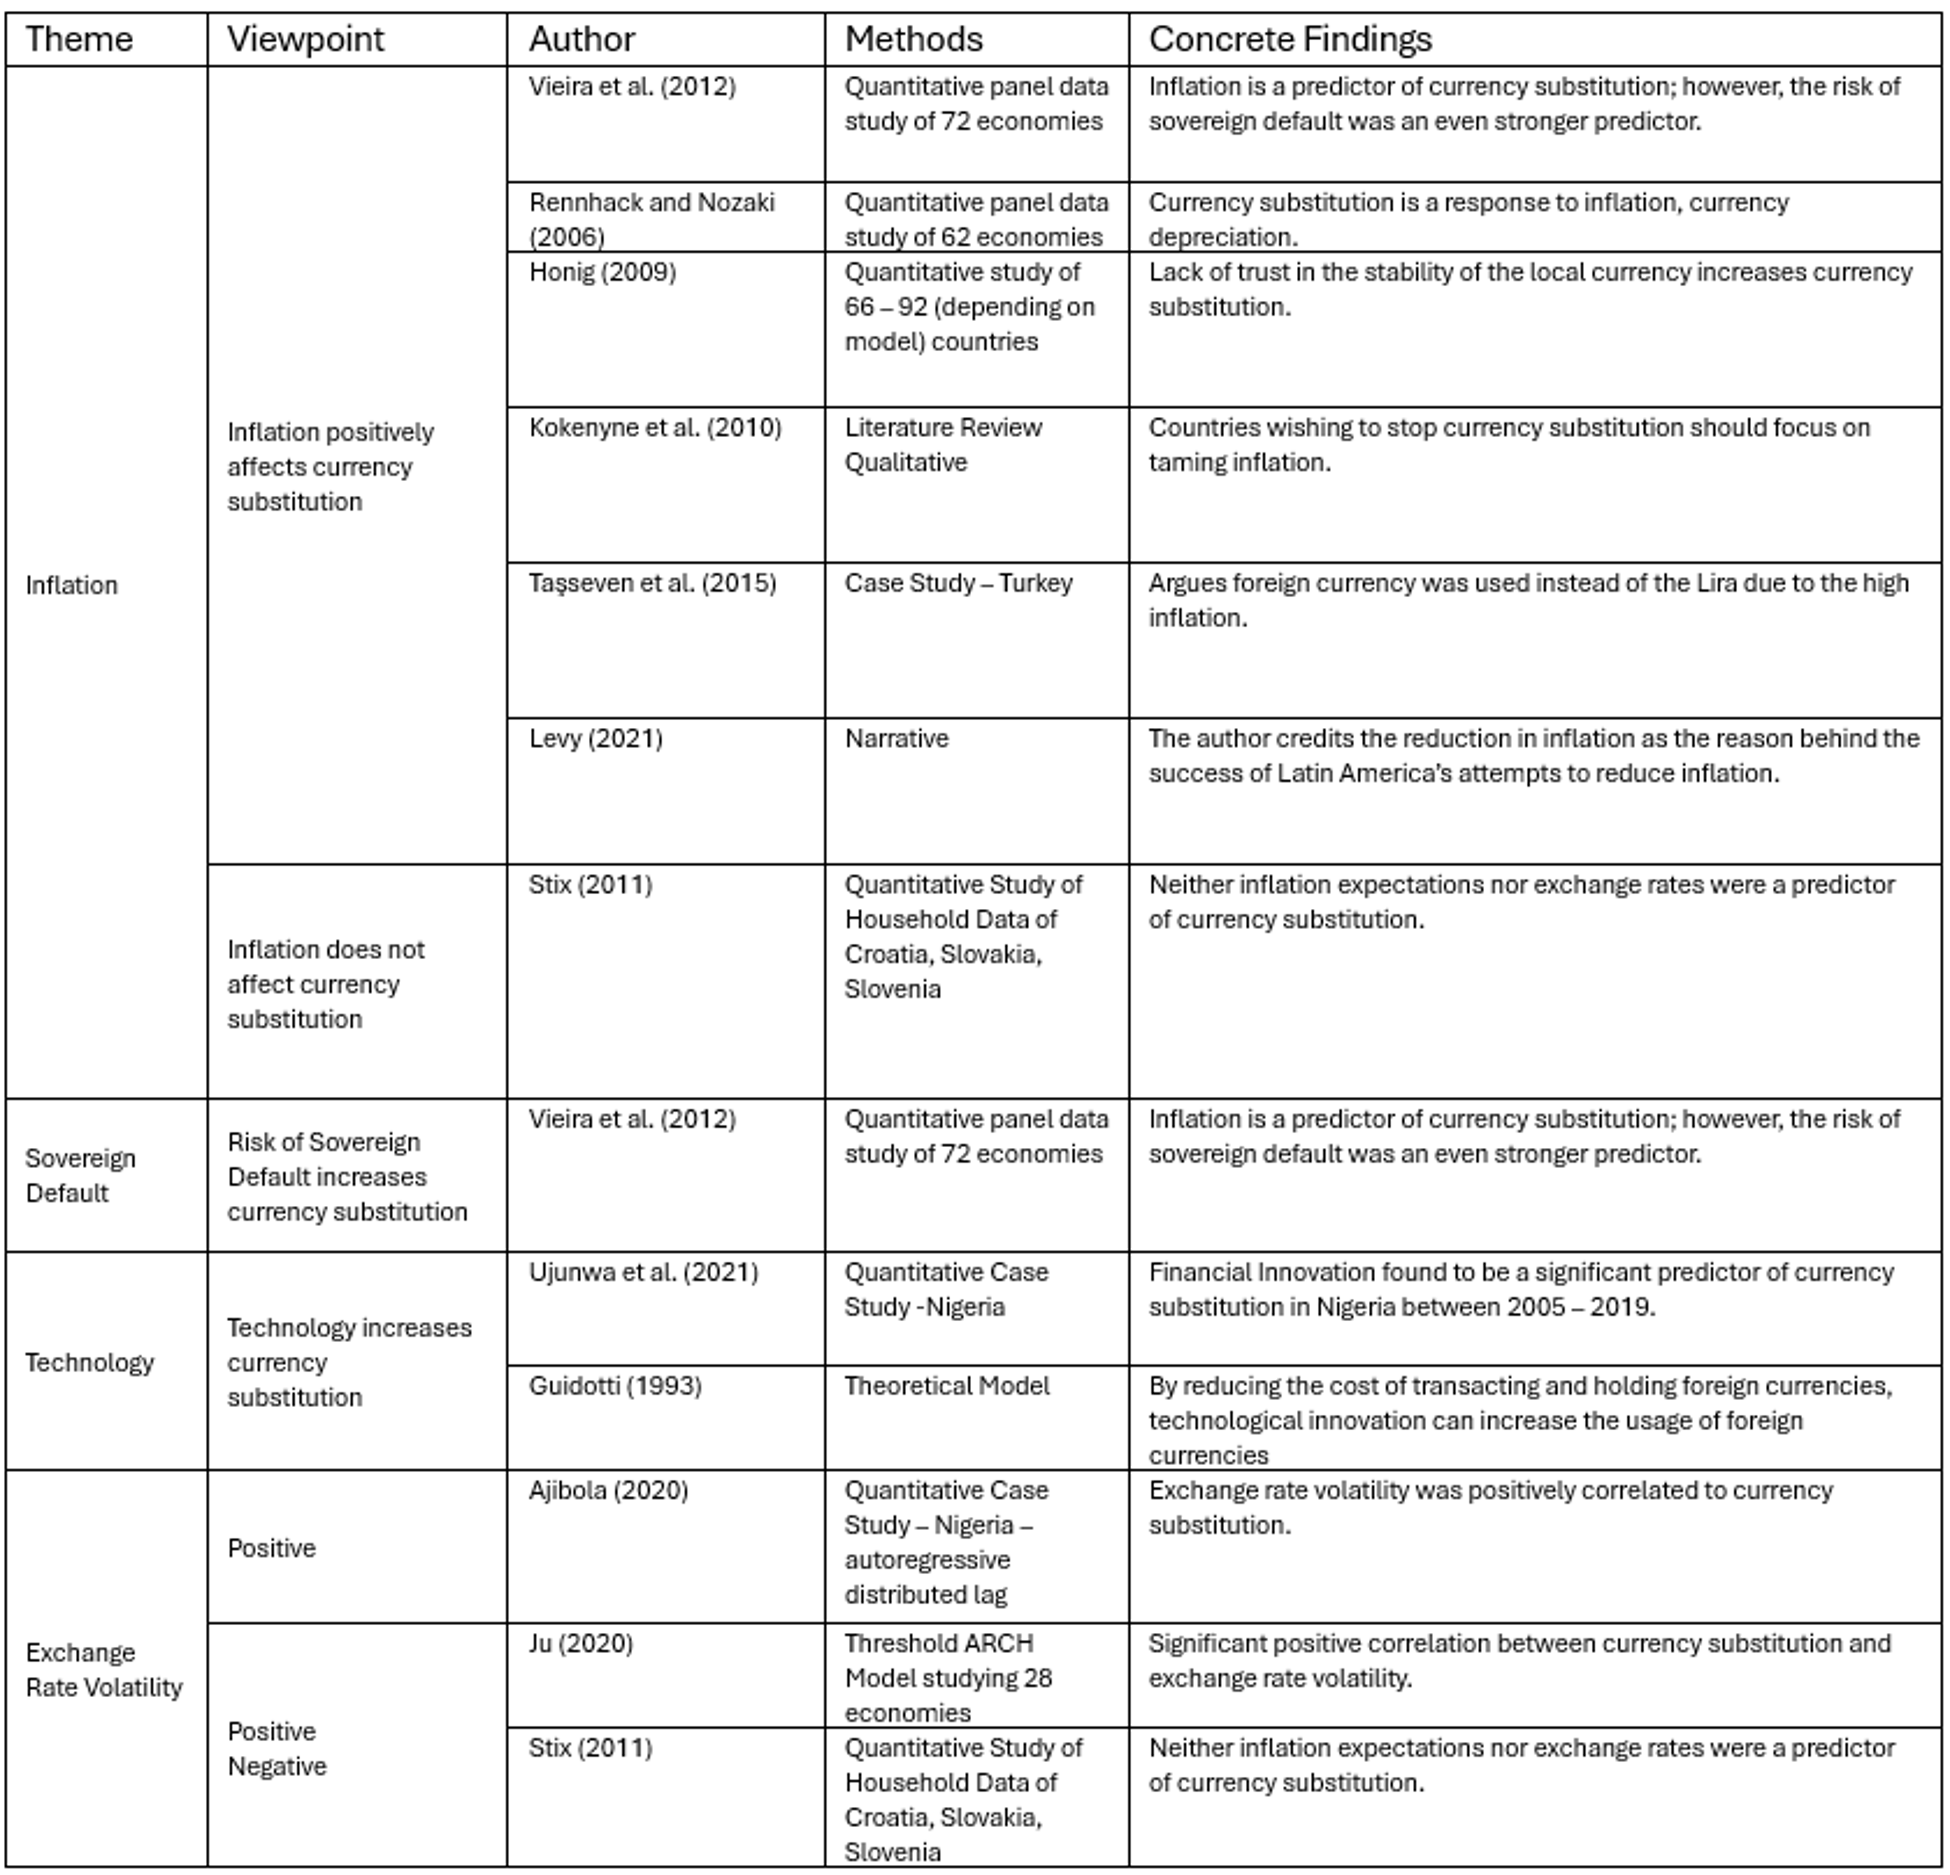 Theme Viewpoint Author Methods Concrete Findings
Inflation
Inflation positively
affects currency
substitution
Vieira et al. (2012)
Quantitative panel data
study of 72 economies
Inflation is a predictor of currency substitution; however, the risk of
sovereign default was an even stronger predictor.
Rennhack and Nozaki
(2006)
Quantitative panel data
study of 62 economies
Currency substitution is a response to inflation, currency
depreciation.
Honig (2009)
Quantitative study of
66 – 92 (depending on
model) countries
Lack of trust in the stability of the local currency increases currency
substitution.
Kokenyne et al. (2010)
Literature Review
Qualitative
Countries wishing to stop currency substitution should focus on
taming inflation.
Taşseven et al. (2015)
Case Study – Turkey
Argues foreign currency was used instead of the Lira due to the high
inflation.
Levy (2021)
Narrative
The author credits the reduction in inflation as the reason behind the
success of Latin America’s attempts to reduce inflation.
Inflation does not
affect currency
substitution
Stix (2011)
Quantitative Study of
Household Data of
Croatia, Slovakia,
Slovenia
Neither inflation expectations nor exchange rates were a predictor
of currency substitution.
Sovereign
Default
Risk of Sovereign
Default increases
currency substitution
Vieira et al. (2012)
Quantitative panel data
study of 72 economies
Inflation is a predictor of currency substitution; however, the risk of
sovereign default was an even stronger predictor.
Technology
Technology increases
currency
substitution
Ujunwa et al. (2021)
Quantitative Case
Study -Nigeria
Financial Innovation found to be a significant predictor of currency
substitution in Nigeria between 2005 – 2019.
Guidotti (1993)
Theoretical Model
By reducing the cost of transacting and holding foreign currencies,
technological innovation can increase the usage of foreign
currencies
Exchange
Rate Volatility
Positive
Ajibola (2020)
Quantitative Case
Study – Nigeria –
autoregressive
distributed lag
Exchange rate volatility was positively correlated to currency
substitution.
Positive
Negative
Ju (2020)
Threshold ARCH
Model studying 28
economies
Significant positive correlation between currency substitution and
exchange rate volatility.
Stix (2011)
Quantitative Study of
Household Data of
Croatia, Slovakia,
Slovenia
Neither inflation expectations nor exchange rates were a predictor
of currency substitution.